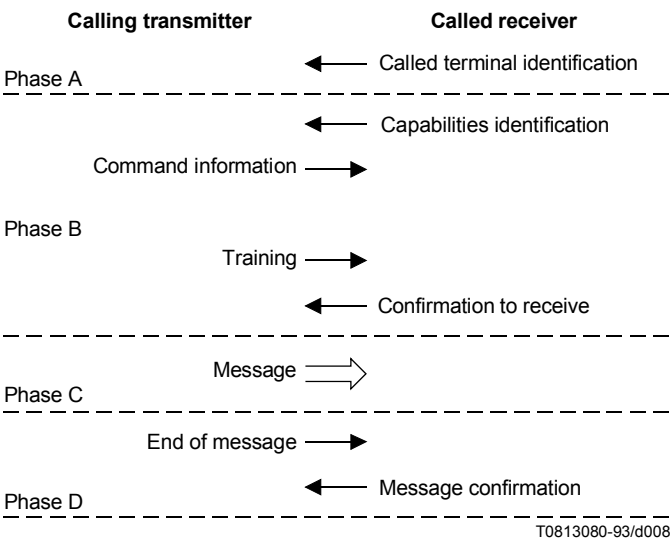 Calling transmitter Called receiver
Called terminal identification
Phase A
Capabilities identification
Command information
Phase B
Training
Confirmation to receive
Message
Phase C
End of message
Message confirmation
Phase D
T0813080-93/d008